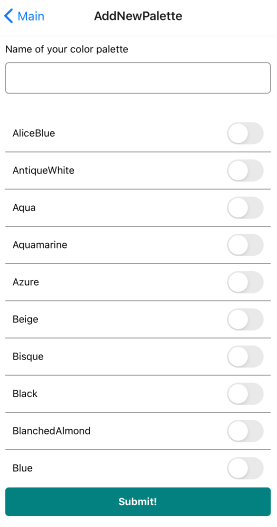 Main
AddNewPalette
Name of your color palette
AliceBlue
AntiqueWhite
Aqua
Aquamarine
Azure
Beige
Bisque
Black
BlanchedAlmond
Blue
Submit!